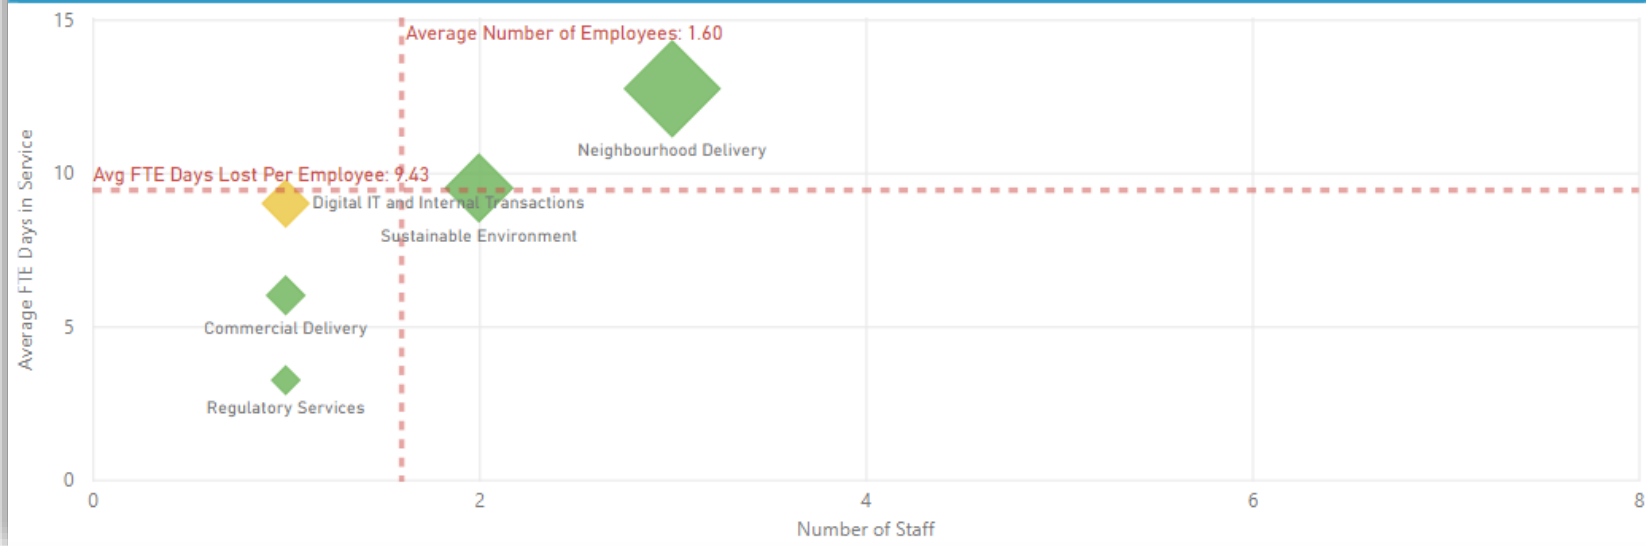 15
Average Number of Employees: 1.60
Neighbourhood Delivery
10
Avg FTE Days Lost Per Employee: 9.43
Digital IT and Internal Transactions
Sustainable Environment
Average FTE Days in Service
5
Commercial Delivery
Regulatory Services
0
0 2 4 6 8
Number of Staff